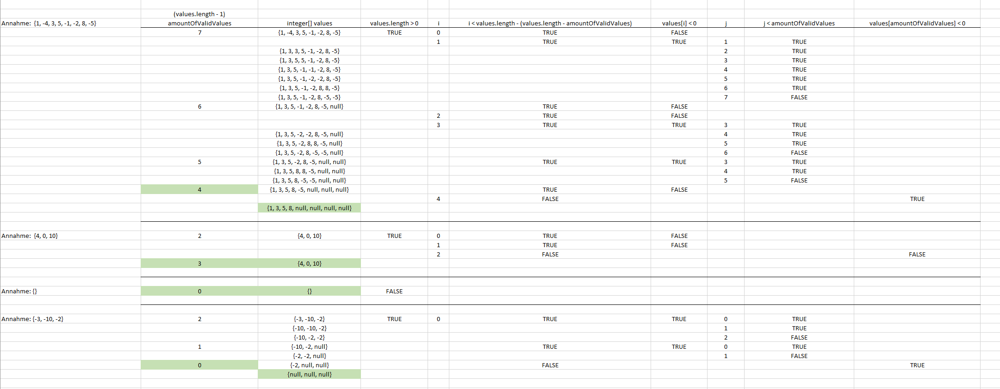 (values.length - 1)
Annahme: {1, -4, 3, 5, -1, -2, 8, -5} amountOfValidValues integer[] values values.length > 0 i i < values.length - (values.length - amountOfValidValues) values[i] < 0 j j < amountOfValidValues values[amountOfValidValues] < 0
7 {1, -4, 3, 5, -1, -2, 8, -5} TRUE 0 TRUE FALSE
1 TRUE TRUE 1 TRUE
{1, 3, 3, 5, -1, -2, 8, -5} 2 TRUE
{1, 3, 5, 5, -1, -2, 8, -5} 3 TRUE
{1, 3, 5, -1, -1, -2, 8, -5} 4 TRUE
{1, 3, 5, -1, -2, -2, 8, -5} 5 TRUE
{1, 3, 5, -1, -2, 8, 8, -5} 6 TRUE
{1, 3, 5, -1, -2, 8, -5, -5} 7 FALSE
6 {1, 3, 5, -1, -2, 8, -5, null} TRUE FALSE
2 TRUE FALSE
3 TRUE TRUE 3 TRUE
{1, 3, 5, -2, -2, 8, -5, null} 4 TRUE
{1, 3, 5, -2, 8, 8, -5, null} 5 TRUE
{1, 3, 5, -2, 8, -5, -5, null} 6 FALSE
5 {1, 3, 5, -2, 8, -5, null, null} TRUE TRUE 3 TRUE
{1, 3, 5, 8, 8, -5, null, null} 4 TRUE
{1, 3, 5, 8, -5, -5, null, null} 5 FALSE
4 {1, 3, 5, 8, -5, null, null, null} TRUE FALSE
4 FALSE TRUE
{1, 3, 5, 8, null, null, null, null}
Annahme: {4, 0, 10} 2 {4, 0, 10} TRUE 0 TRUE FALSE
1 TRUE FALSE
2 FALSE FALSE
3 {4, 0, 10}
Annahme: {} 0 {} FALSE
Annahme: {-3, -10, -2} 2 {-3, -10, -2} TRUE 0 TRUE TRUE 0 TRUE
{-10, -10, -2} 1 TRUE
{-10, -2, -2} 2 FALSE
1 {-10, -2, null} TRUE TRUE 0 TRUE
{-2, -2, null} 1 FALSE
0 {-2, null, null} FALSE TRUE
{null, null, null}